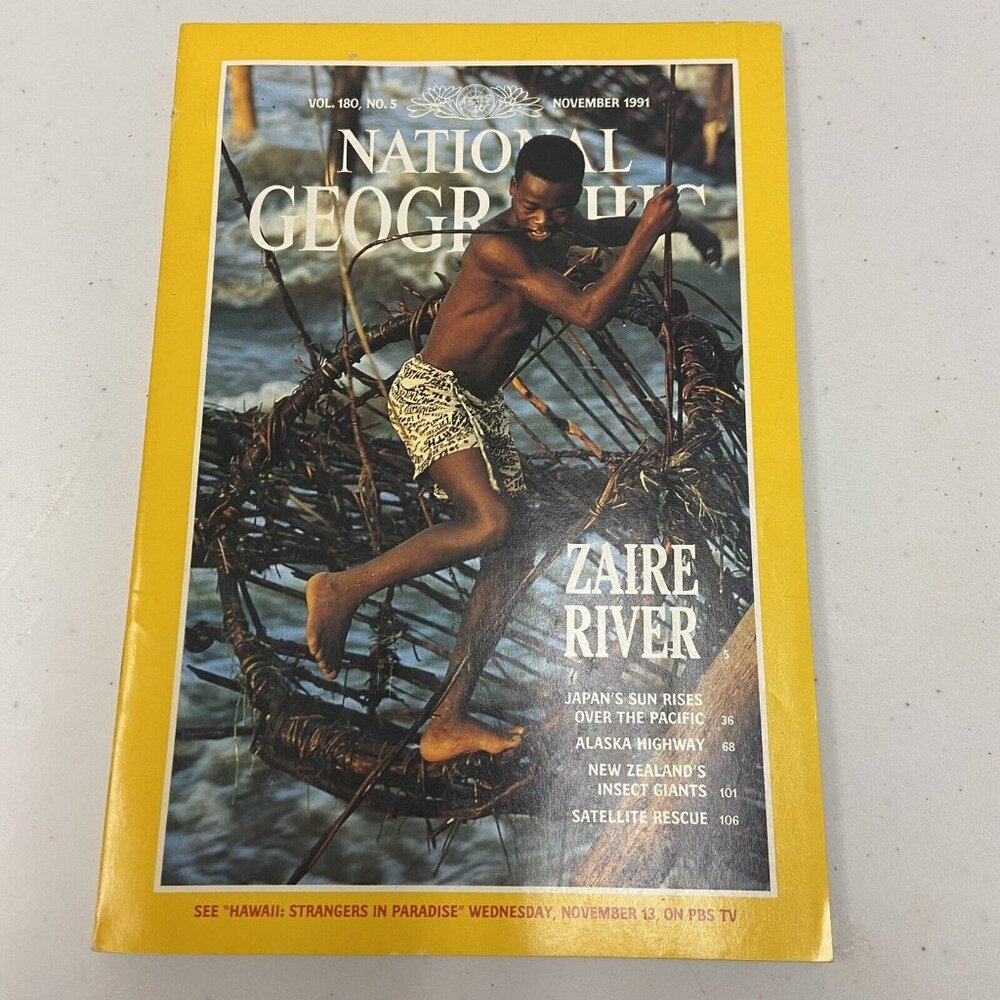 VOL. 180, NO. 5 NOVEMBER 1991
NATIONAL
GEOGRAPHIC
ZAIRE
RIVER 5
JAPAN'S SUN RISES
OVER THE PACIFIC 36
ALASKA HIGHWAY 68
NEW ZEALAND'S
INSECT GIANTS 101
SATELLITE RESCUE 106
SEE "HAWAII: STRANGERS IN PARADISE" WEDNESDAY, NOVEMBER 13, ON PBS TV